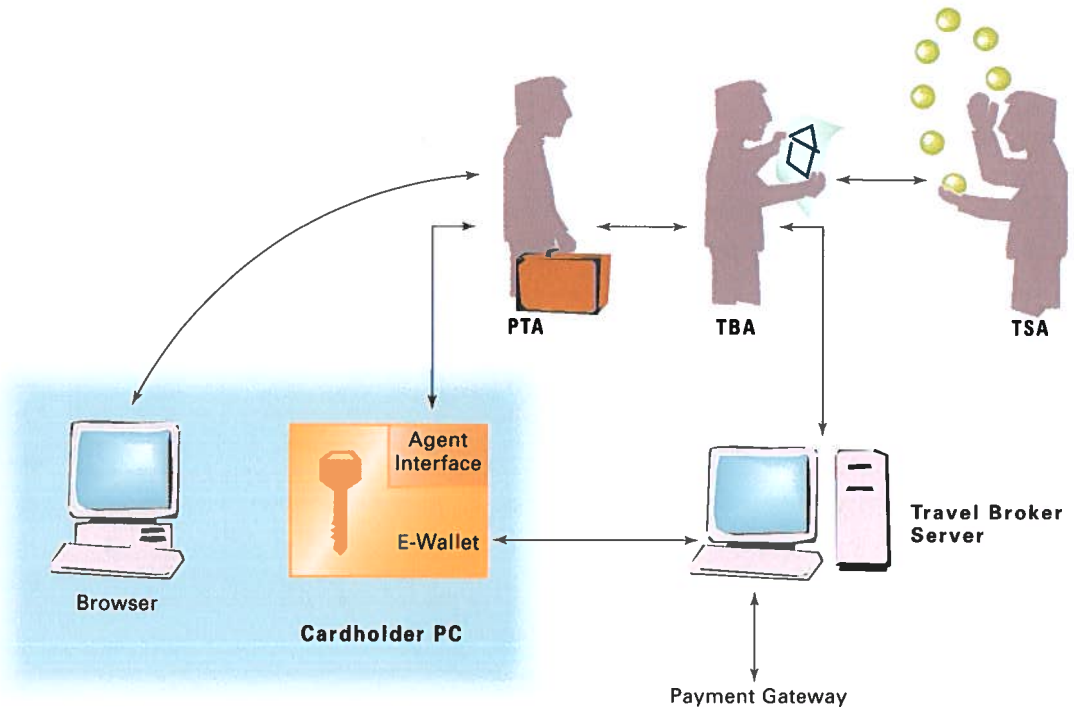 PTA
TBA
TSA
Agent
Interface
E-Wallet
Browser
Cardholder PC
Travel Broker
Server
Payment Gateway